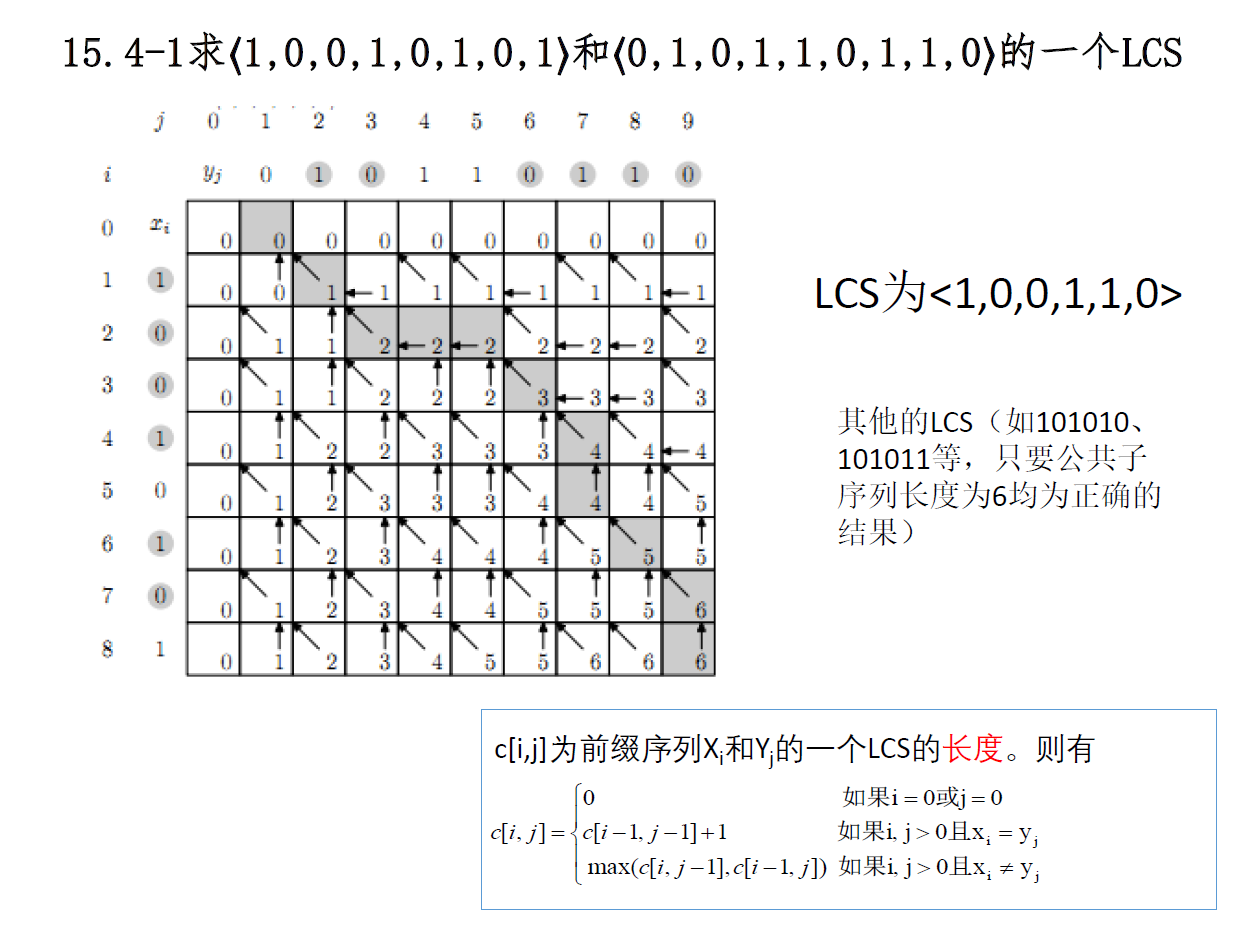 15.4-1求⟨1,0,0,1,0,1,0,1⟩和⟨0,1,0,1,1,0,1,1,0⟩的一个LCS
j 0 1 2 3 4 5 6 7 8 9
i yj 0 1 0 1 1 0 1 1 0
0 xi 0 0 0 0 0 0 0 0 0 0
1 1 0 0 1 1 1 1 1 1 1 1
2 0 0 1 1 2 2 2 2 2 2 2
3 0 0 1 1 2 2 2 3 3 3 3
4 1 0 1 2 2 3 3 3 4 4 4
5 0 0 1 2 3 3 3 4 4 4 5
6 1 0 1 2 3 4 4 4 5 5 5
7 0 0 1 2 3 4 4 5 5 5 6
8 1 0 1 2 3 4 5 5 6 6 6
LCS为<1,0,0,1,1,0>
其他的LCS（如101010、
101011等，只要公共子
序列长度为6均为正确的
结果）
c[i,j]为前缀序列Xi和Yj的一个LCS的长度。则有
0 如果i = 0或j = 0
c[i, j] = { c[i−1, j−1]+1 如果i, j > 0且xi = yj
max(c[i, j−1],c[i−1, j]) 如果i, j > 0且xi ≠ yj